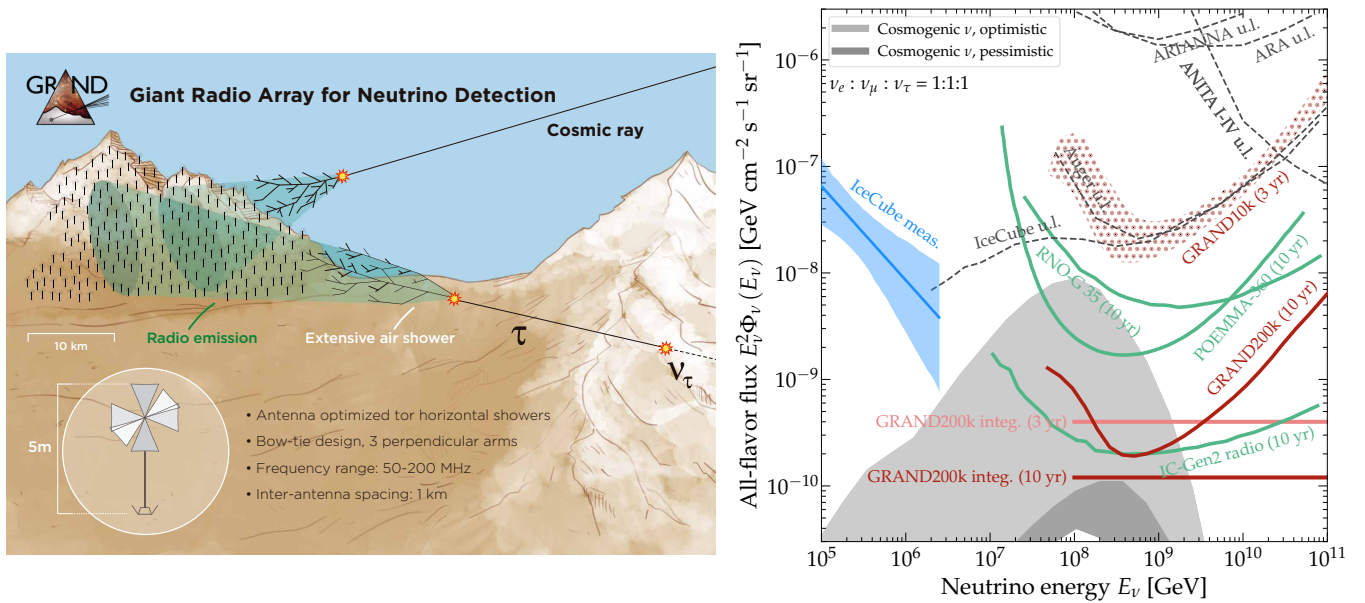 GRAND
Giant Radio Array for Neutrino Detection
Cosmic ray
Radio emission
Extensive air shower
τ
ν_τ
10 km
5m
• Antenna optimized tor horizontal showers
• Bow-tie design, 3 perpendicular arms
• Frequency range: 50-200 MHz
• Inter-antenna spacing: 1 km
All-flavor flux E_ν^2 Φ_ν (E_ν) [GeV cm^−2 s^−1 sr^−1]
10^−6
10^−7
10^−8
10^−9
10^−10
Cosmogenic ν, optimistic
Cosmogenic ν, pessimistic
ν_e : ν_μ : ν_τ = 1:1:1
ARIANNA u.l.
ARA u.l.
ANITA I-IV u.l.
Auger u.l.
IceCube meas.
IceCube u.l.
GRAND10k (3 yr)
RNO-G 35 (10 yr)
POEMMA-360 (10 yr)
GRAND200k (10 yr)
GRAND200k integ. (3 yr)
IC-Gen2 radio (10 yr)
GRAND200k integ. (10 yr)
10^5 10^6 10^7 10^8 10^9 10^10 10^11
Neutrino energy E_ν [GeV]